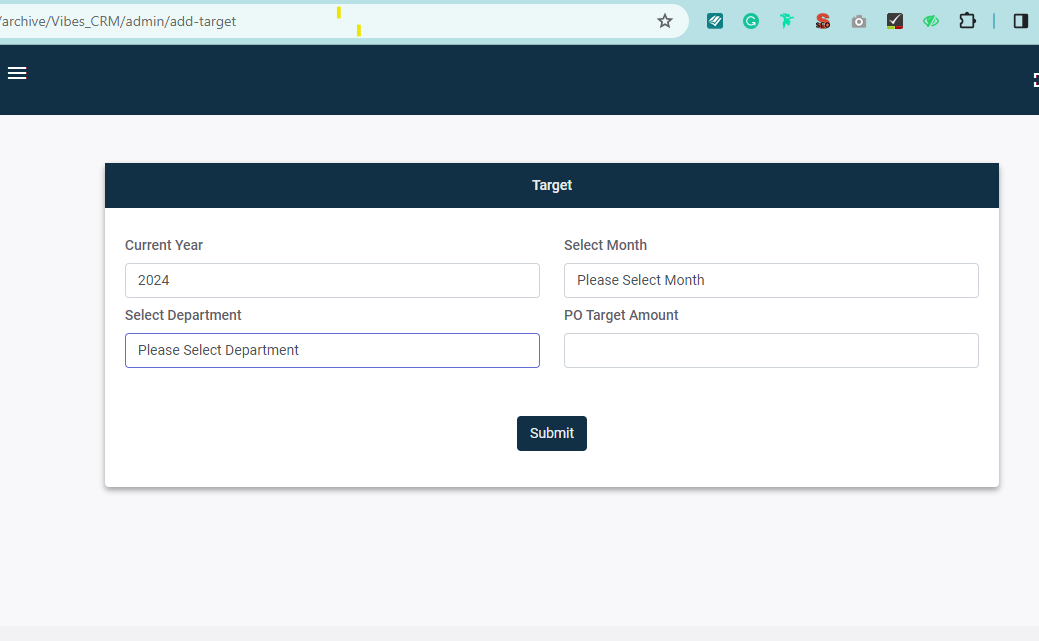 /archive/Vibes_CRM/admin/add-target
SEO
Target
Current Year
Select Month
2024
Please Select Month
Select Department
PO Target Amount
Please Select Department
Submit